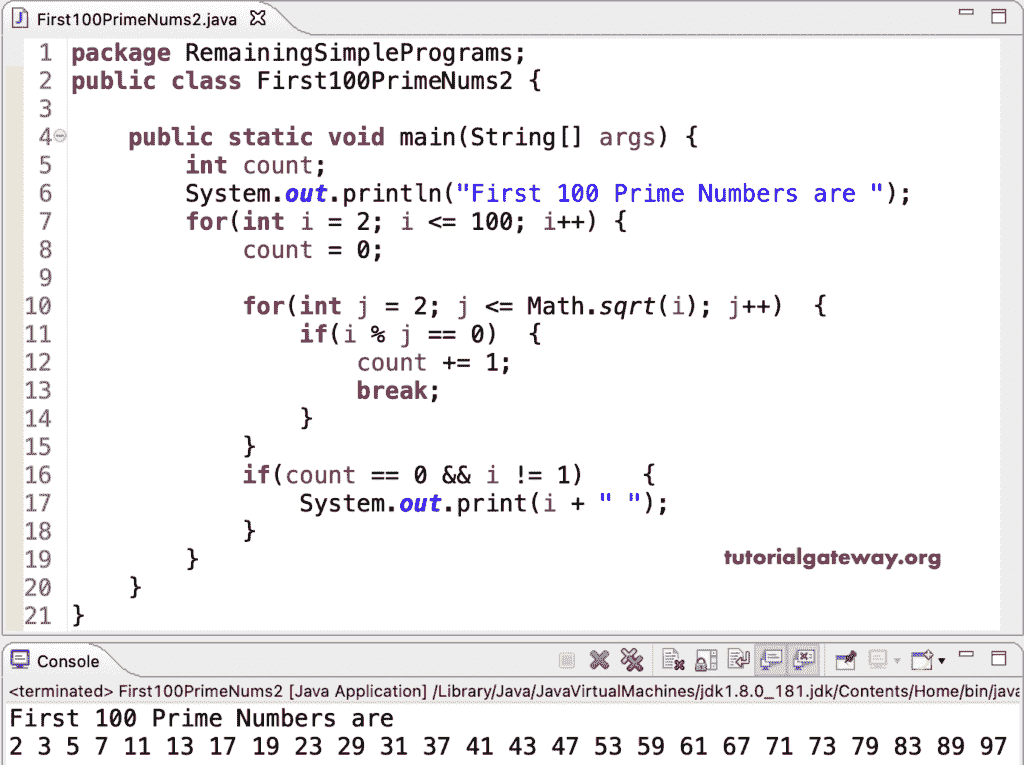 First100PrimeNums2.java
1 package RemainingSimplePrograms;
2 public class First100PrimeNums2 {
3
4 public static void main(String[] args) {
5 int count;
6 System.out.println("First 100 Prime Numbers are ");
7 for(int i = 2; i <= 100; i++) {
8 count = 0;
9
10 for(int j = 2; j <= Math.sqrt(i); j++) {
11 if(i % j == 0) {
12 count += 1;
13 break;
14 }
15 }
16 if(count == 0 && i != 1) {
17 System.out.print(i + " ");
18 }
19 }
20 }
21 }
tutorialgateway.org
Console
<terminated> First100PrimeNums2 [Java Application] /Library/Java/JavaVirtualMachines/jdk1.8.0_181.jdk/Contents/Home/bin/java
First 100 Prime Numbers are
2 3 5 7 11 13 17 19 23 29 31 37 41 43 47 53 59 61 67 71 73 79 83 89 97